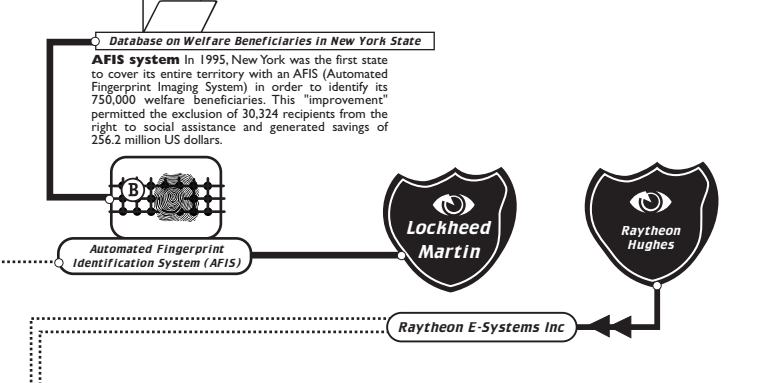 Database on Welfare Beneficiaries in New York State
AFIS system In 1995, New York was the first state
to cover its entire territory with an AFIS (Automated
Fingerprint Imaging System) in order to identify its
750,000 welfare beneficiaries. This "improvement"
permitted the exclusion of 30,324 recipients from the
right to social assistance and generated savings of
256.2 million US dollars.
B
Lockheed
Martin
Raytheon
Hughes
Automated Fingerprint
Identification System (AFIS)
Raytheon E-Systems Inc